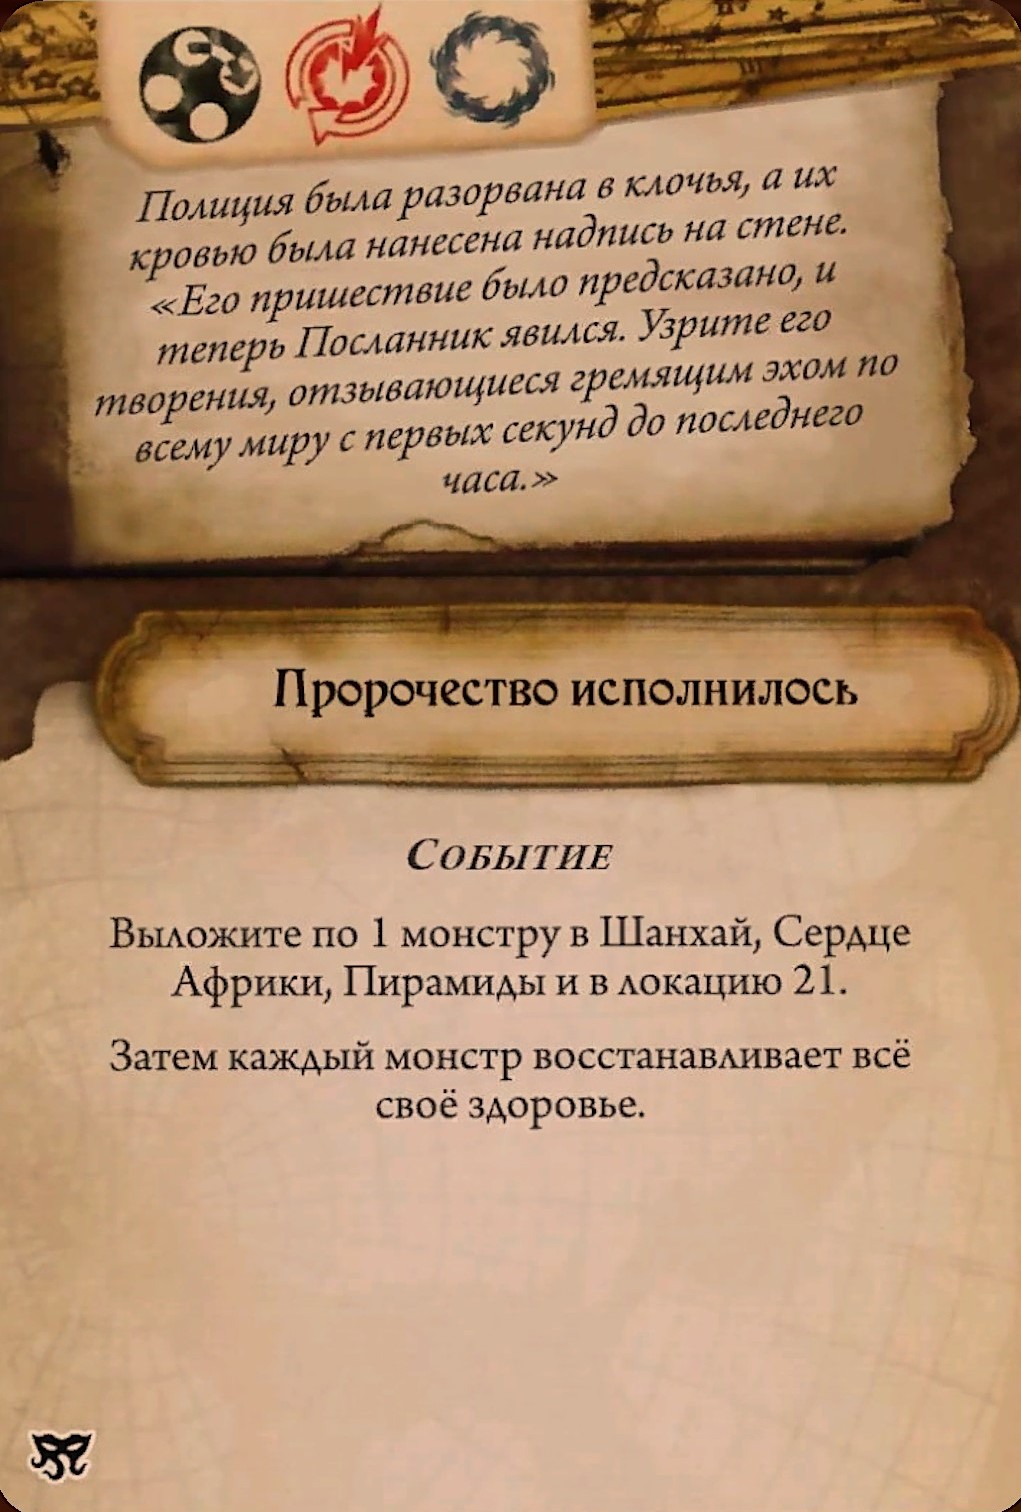 Полиция была разорвана в клочья, а их
кровью была нанесена надпись на стене.
«Его пришествие было предсказано, и
теперь Посланник явился. Узрите его
творения, отзывающиеся гремящим эхом по
всему миру с первых секунд до последнего
часа.»
Пророчество исполнилось
Событие
Выложите по 1 монстру в Шанхай, Сердце
Африки, Пирамиды и в локацию 21.
Затем каждый монстр восстанавливает всё
своё здоровье.